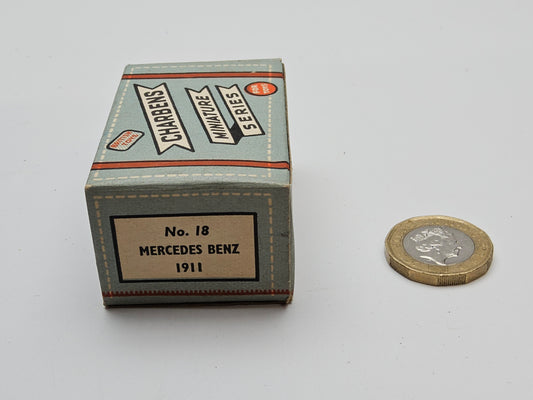 CHARBENS
MINIATURE
SERIES
No. 18
MERCEDES BENZ
1911